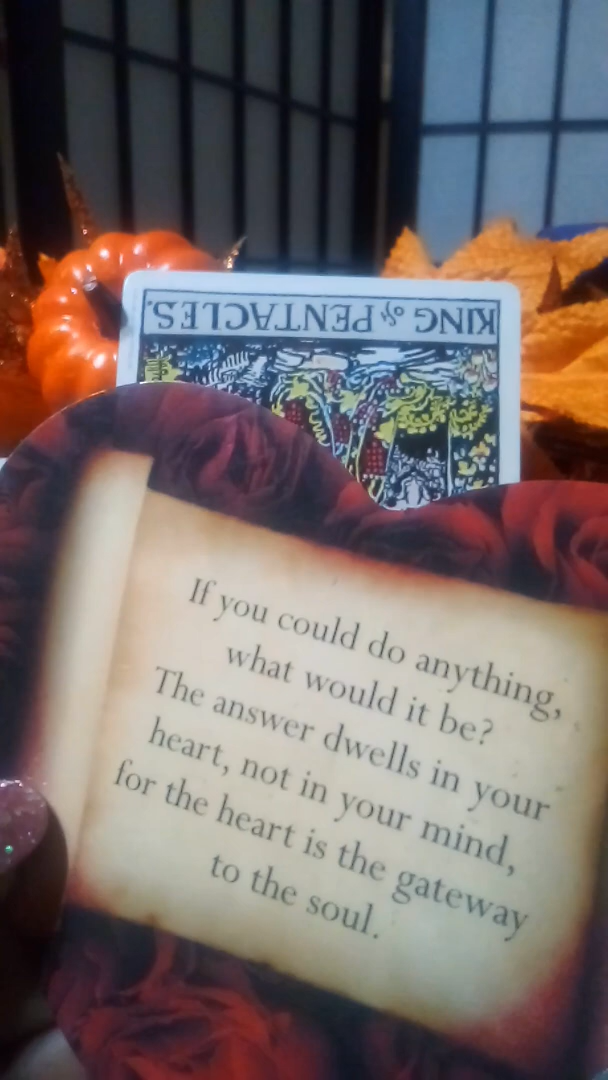 KING of PENTACLES.
If you could do anything,
what would it be?
The answer dwells in your
heart, not in your mind,
for the heart is the gateway
to the soul.